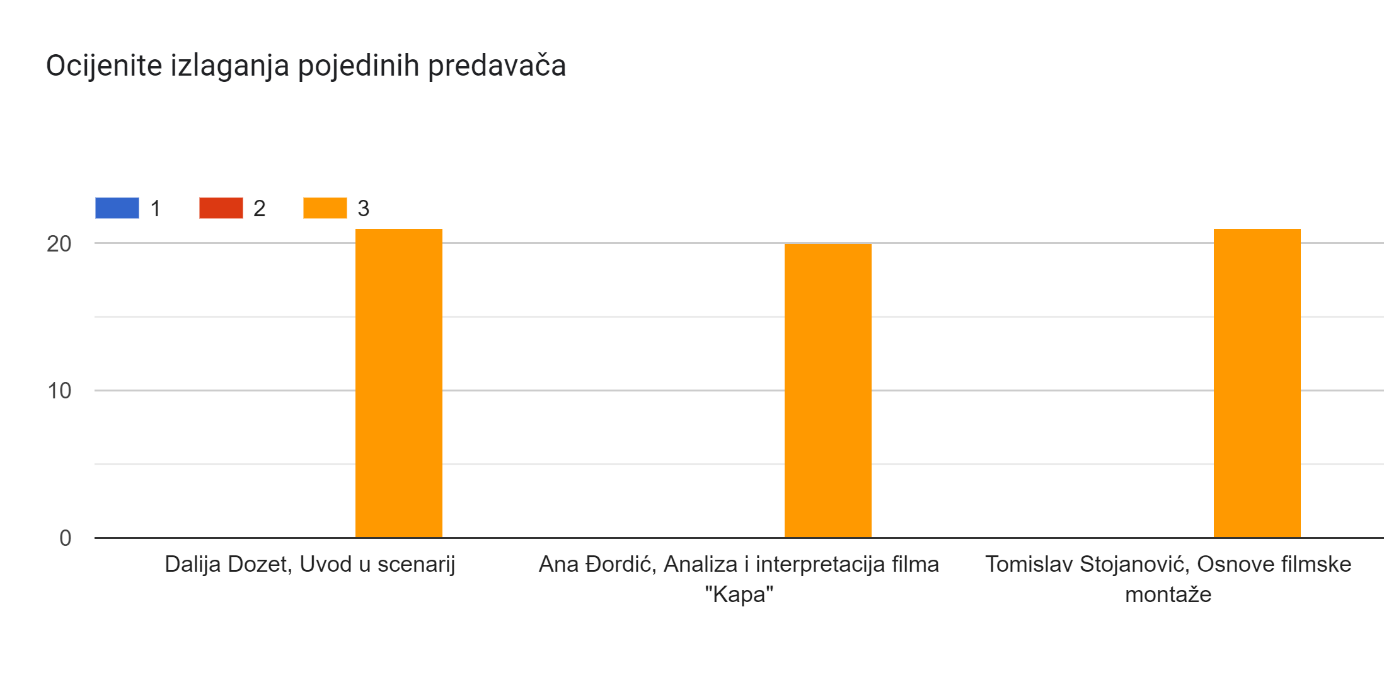 Ocijenite izlaganja pojedinih predavača
1 2 3
20
10
0
Dalija Dozet, Uvod u scenarij
Ana Đordić, Analiza i interpretacija filma
"Kapa"
Tomislav Stojanović, Osnove filmske
montaže